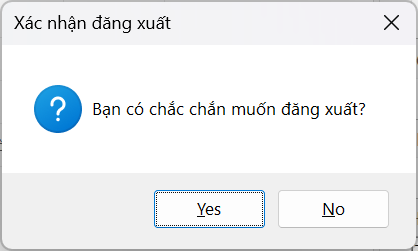 Xác nhận đăng xuất
Bạn có chắc chắn muốn đăng xuất?
Yes
No